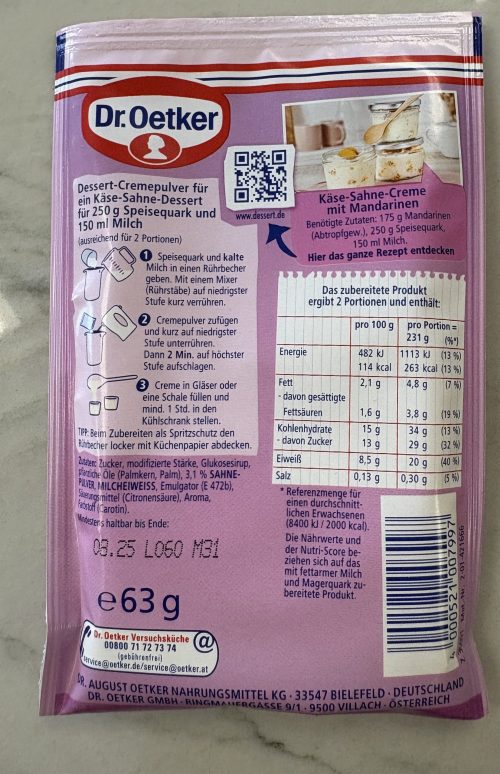 Dr.Oetker
Dessert-Cremepulver für
ein Käse-Sahne-Dessert
für 250 g Speisequark und
150 ml Milch
(ausreichend für 2 Portionen)
1 Speisequark und kalte
Milch in einen Rührbecher
geben. Mit einem Mixer
(Rührstäbe) auf niedrigster
Stufe kurz verrühren.
2 Cremepulver zufügen
und kurz auf niedrigster
Stufe unterrühren.
Dann 2 Min. auf höchster
Stufe aufschlagen.
3 Creme in Gläser oder
eine Schale füllen und
mind. 1 Std. in den
Kühlschrank stellen.
TIPP: Beim Zubereiten als Spritzschutz den
Rührbecher locker mit Küchenpapier abdecken.
Zutaten: Zucker, modifizierte Stärke, Glukosesirup,
pflanzliche Öle (Palmkern, Palm), 3,1 % SAHNE-
PULVER, MILCHEIWEISS, Emulgator (E 472b),
Säuerungsmittel (Citronensäure), Aroma,
Farbstoff (Carotin).
Mindestens haltbar bis Ende:
08.25 L060 M31
e 63 g
Dr. Oetker Versuchsküche @
00800 71 72 73 74
(gebührenfrei)
service@oetker.de/service@oetker.at
www.dessert.de
Käse-Sahne-Creme
mit Mandarinen
Benötigte Zutaten: 175 g Mandarinen
(Abtropfgew.), 250 g Speisequark,
150 ml Milch.
Hier das ganze Rezept entdecken
Das zubereitete Produkt
ergibt 2 Portionen und enthält:
pro 100 g pro Portion =
231 g (%*)
Energie 482 kJ 1113 kJ (13 %)
114 kcal 263 kcal (13 %)
Fett 2,1 g 4,8 g (7 %)
- davon gesättigte
Fettsäuren 1,6 g 3,8 g (19 %)
Kohlenhydrate 15 g 34 g (13 %)
- davon Zucker 13 g 29 g (32 %)
Eiweiß 8,5 g 20 g (40 %)
Salz 0,13 g 0,30 g (5 %)
* Referenzmenge für
einen durchschnitt-
lichen Erwachsenen
(8400 kJ / 2000 kcal).
Die Nährwerte und
der Nutri-Score be-
ziehen sich auf das
mit fettarmer Milch
und Magerquark zu-
bereitete Produkt.
4 000521 007997
DR. AUGUST OETKER NAHRUNGSMITTEL KG · 33547 BIELEFELD · DEUTSCHLAND
DR. OETKER GMBH · RINGMAUERGASSE 9/1 · 9500 VILLACH · ÖSTERREICH